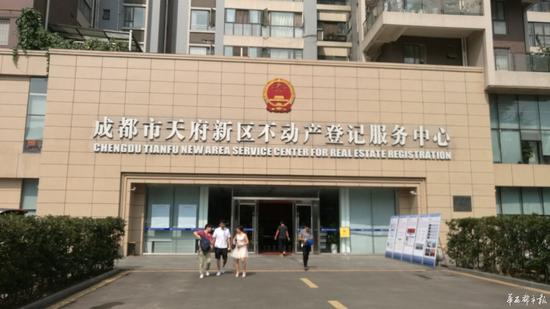 成都市天府新区不动产登记服务中心
CHENGDU TIANFU NEW AREA SERVICE CENTER FOR REAL ESTATE REGISTRATION
华西都市报